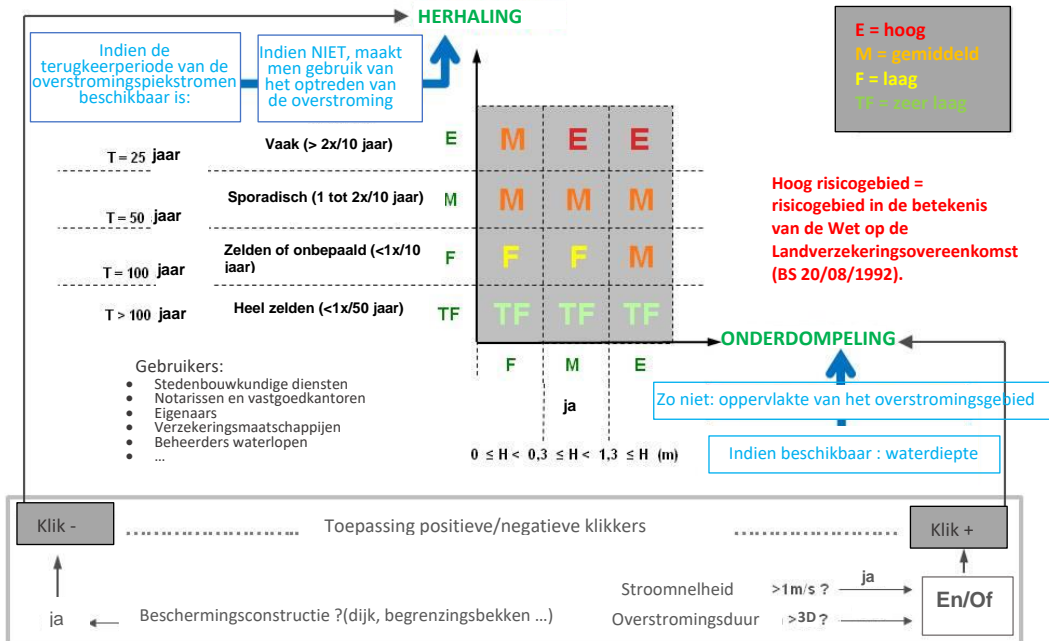 HERHALING
Indien de
terugkeerperiode van de
overstromingspiekstromen
beschikbaar is:
Indien NIET, maakt
men gebruik van
het optreden van
de overstroming
E = hoog
M = gemiddeld
F = laag
TF = zeer laag
T = 25 jaar
Vaak (> 2x/10 jaar)
E
M E E
T = 50 jaar
Sporadisch (1 tot 2x/10 jaar)
M
M M M
T = 100 jaar
Zelden of onbepaald (<1x/10
jaar)
F
F F M
T > 100 jaar
Heel zelden (<1x/50 jaar)
TF
TF TF TF
Hoog risicogebied =
risicogebied in de betekenis
van de Wet op de
Landverzekeringsovereenkomst
(BS 20/08/1992).
ONDERDOMPELING
F M E
ja
0 ≤ H < 0,3 ≤ H < 1,3 ≤ H (m)
Zo niet: oppervlakte van het overstromingsgebied
Indien beschikbaar : waterdiepte
Gebruikers:
• Stedenbouwkundige diensten
• Notarissen en vastgoedkantoren
• Eigenaars
• Verzekeringsmaatschappijen
• Beheerders waterlopen
• ...
Klik -
Toepassing positieve/negatieve klikkers
Klik +
ja
Beschermingsconstructie ?(dijk, begrenzingsbekken ...)
Stroomnelheid >1m/s ? ja
Overstromingsduur >3D ?
En/Of